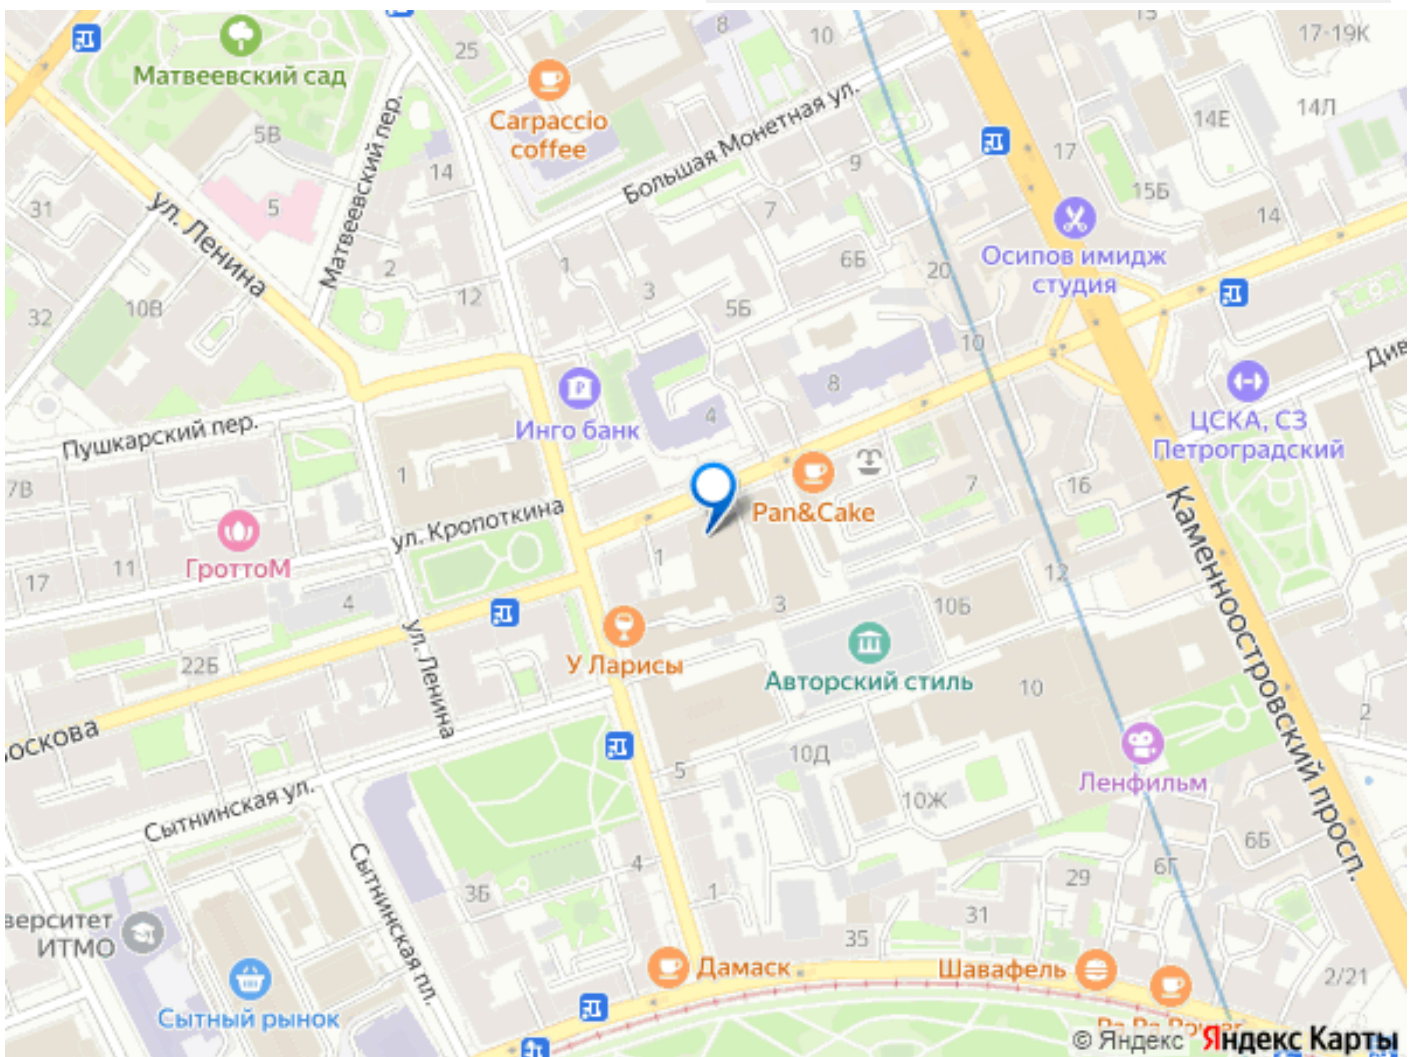 8
10
15
17-19К
25
Матвеевский сад
Carpaccio
coffee
Большая Монетная ул.
14Е
14Л
5В
Матвеевский пер.
14
9
17
15Б
31
5
ул. Ленина
7
14
2
1
6Б
20
Осипов имидж
студия
32
10В
12
3
5Б
10
8
Див
Инго банк
4
ЦСКА, СЗ
Петроградский
Пушкарский пер.
7В
1
ул. Кропоткина
Pan&Cake
7
16
Каменноостровский просп.
17
11
ГроттоМ
1
12
4
3
10Б
У Ларисы
22Б
ул. Ленина
Авторский стиль
10
2
оскова
10Д
5
Ленфильм
Сытнинская ул.
10Ж
6Б
Сытнинская пл.
4
3Б
1
29
6Г
верситет
ИТМО
31
35
Дамаск
Шавафель
2/21
Сытный рынок
© Яндекс Яндекс Карты